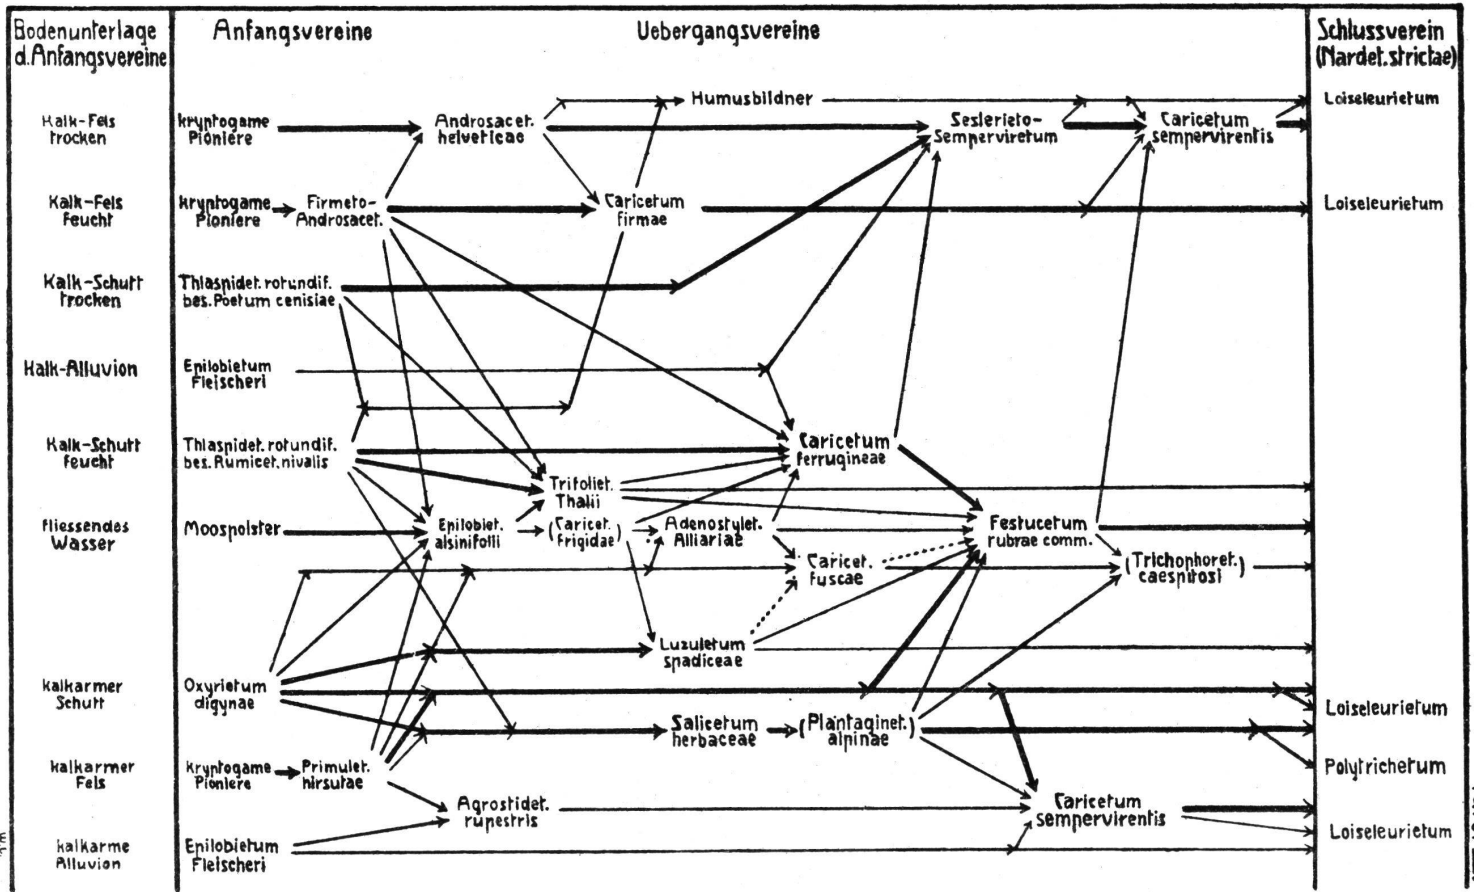 Bodenunterlage
d.Anfangsvereine
Anfangsvereine
Uebergangsvereine
Schlussverein
(Nardet.strictae)
Kalk-Fels
trocken
kryptogame
Pioniere
Androsacet.
helveticae
Humusbildner
Seslerieto-
Semperviretum
Caricetum
sempervirentis
Loiseleurietum
Kalk-Fels
feucht
kryptogame
Pioniere
Firmeto-
Androsacet.
Caricetum
firmae
Loiseleurietum
Kalk-Schutt
trocken
Thlaspidet.rotundif.
bes.Poetum cenisiae
Kalk-Alluvion
Epilobietum
Fleischeri
Kalk-Schutt
feucht
Thlaspidet.rotundif.
bes.Rumicet.nivalis
Caricetum
ferrugineae
Trifoliet.
Thalii
fliessendes
Wasser
Moospolster
Epilobiet.
alsinifolii
(Caricet.
frigidae)
Adenostylet.
Alliariae
Festucetum
rubrae comm.
Caricet.
fuscae
(Trichophoret.
caespitosi)
Luzuletum
spadiceae
kalkarmer
Schutt
Oxyrietum
digynae
Salicetum
herbaceae
(Plantaginet.
alpinae)
Loiseleurietum
kalkarmer
Fels
kryptogame
Pioniere
Primulet.
hirsutae
Polytrichetum
Agrostidet.
rupestris
Caricetum
sempervirentis
Loiseleurietum
kalkarme
Alluvion
Epilobietum
Fleischeri